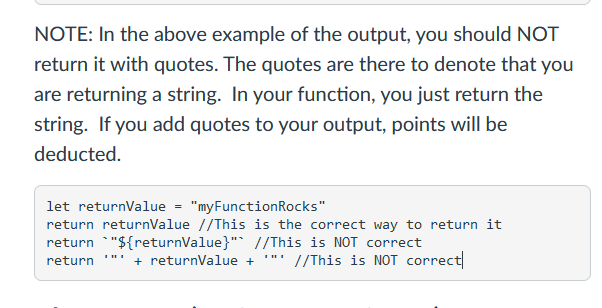 NOTE: In the above example of the output, you should NOT
return it with quotes. The quotes are there to denote that you
are returning a string.  In your function, you just return the
string.  If you add quotes to your output, points will be
deducted.
let returnValue = "myFunctionRocks"
return returnValue //This is the correct way to return it
return `"${returnValue}"` //This is NOT correct
return '"' + returnValue + '"' //This is NOT correct